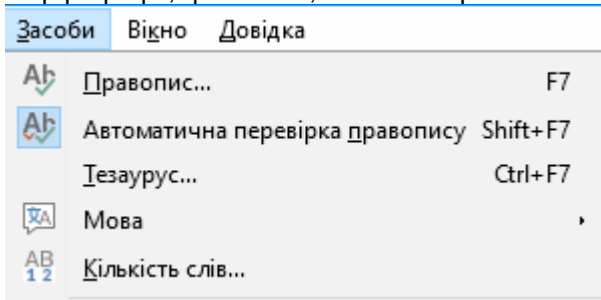 Засоби Вікно Довідка
Правопис... F7
Автоматична перевірка правопису Shift+F7
Тезаурус... Ctrl+F7
Мова
Кількість слів...